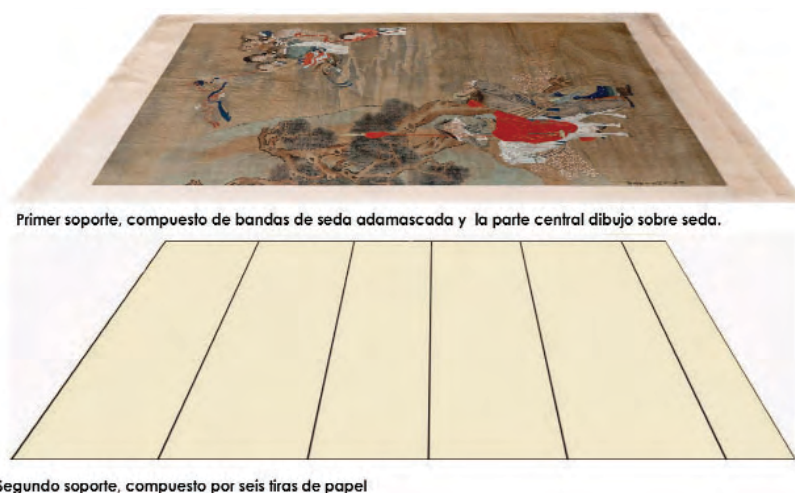 Primer soporte, compuesto de bandas de seda adamascada y la parte central dibujo sobre seda.
Segundo soporte, compuesto por seis tiras de papel